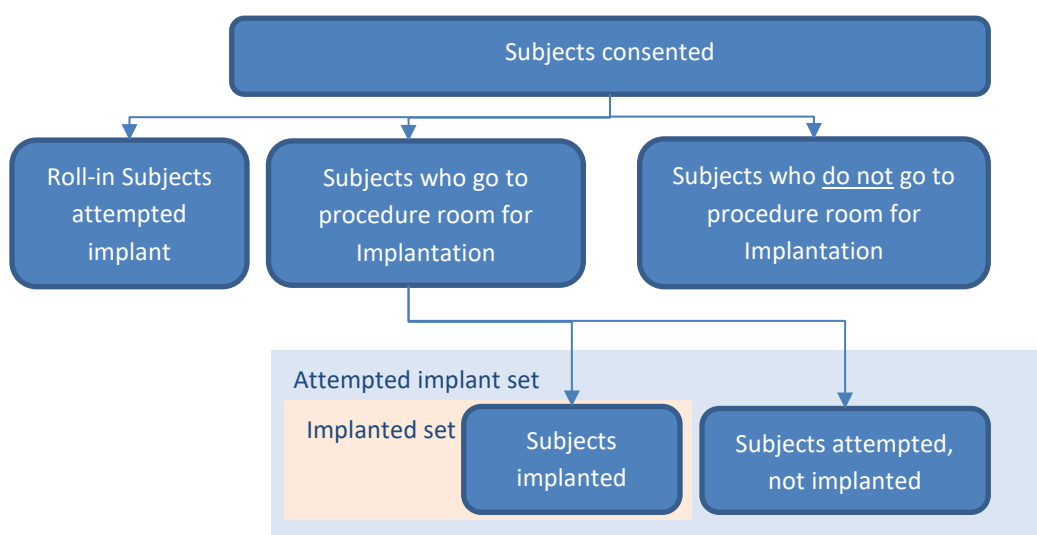 Subjects consented
Roll-in Subjects
attempted
implant
Subjects who go to
procedure room for
Implantation
Subjects who do not go to
procedure room for
Implantation
Attempted implant set
Implanted set
Subjects
implanted
Subjects attempted,
not implanted